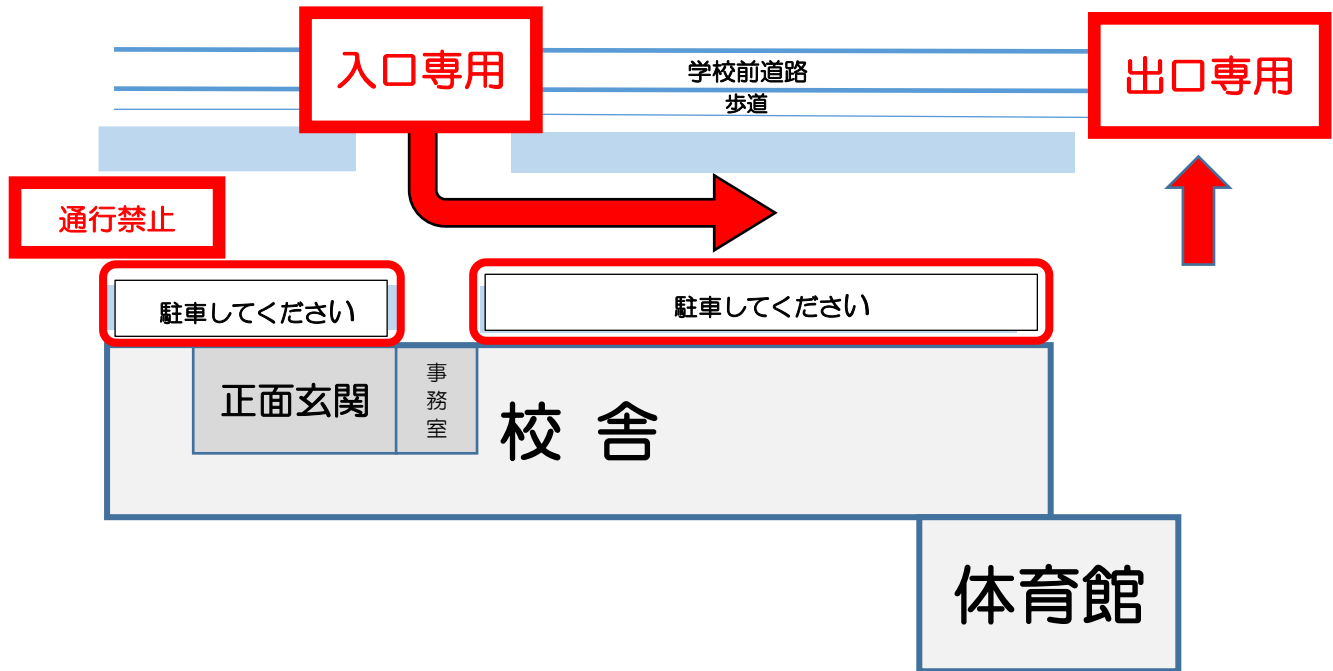 入口専用
出口専用
学校前道路
歩道
通行禁止
駐車してください
駐車してください
正面玄関
事務室
校舎
体育館